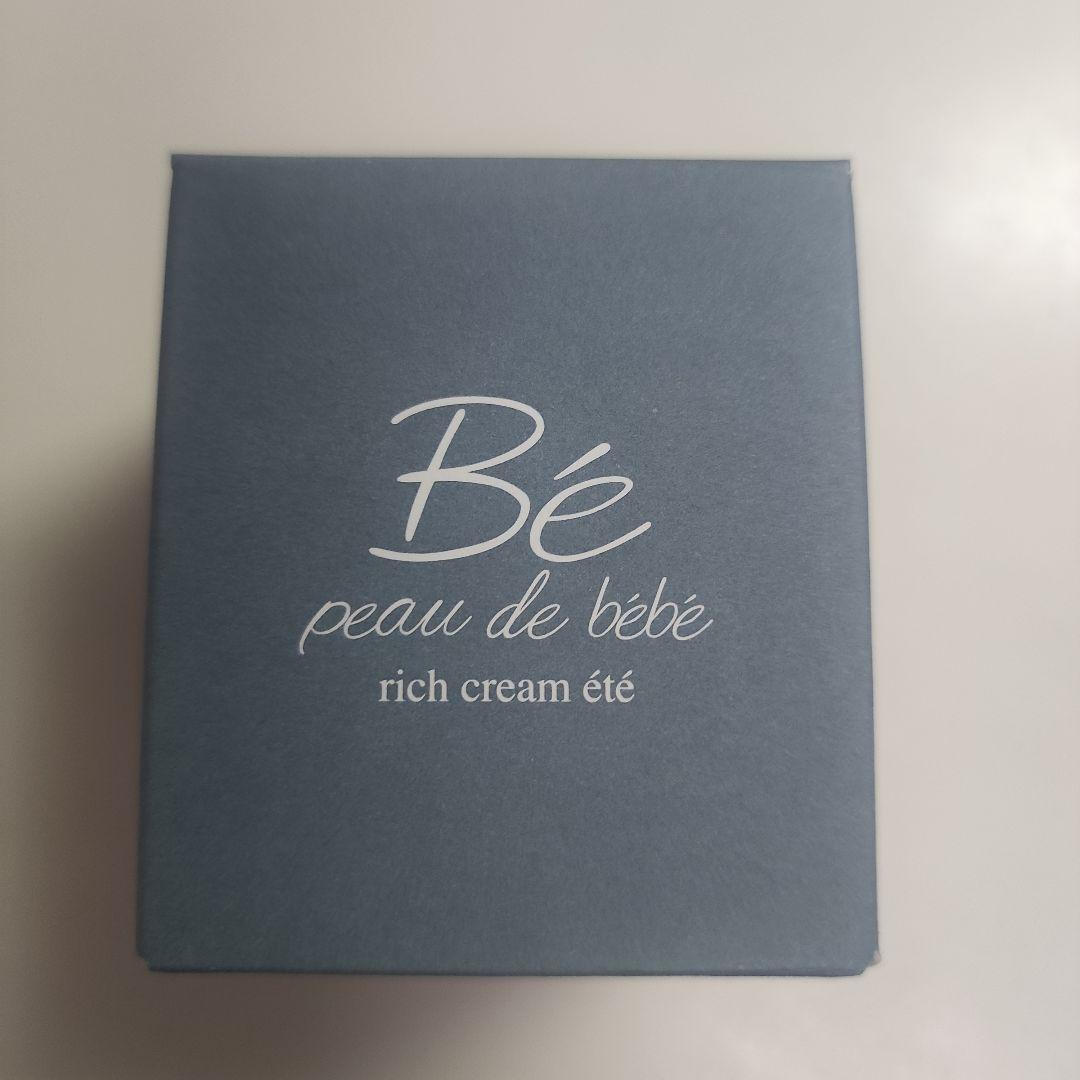 Bé
peau de bébé
rich cream été